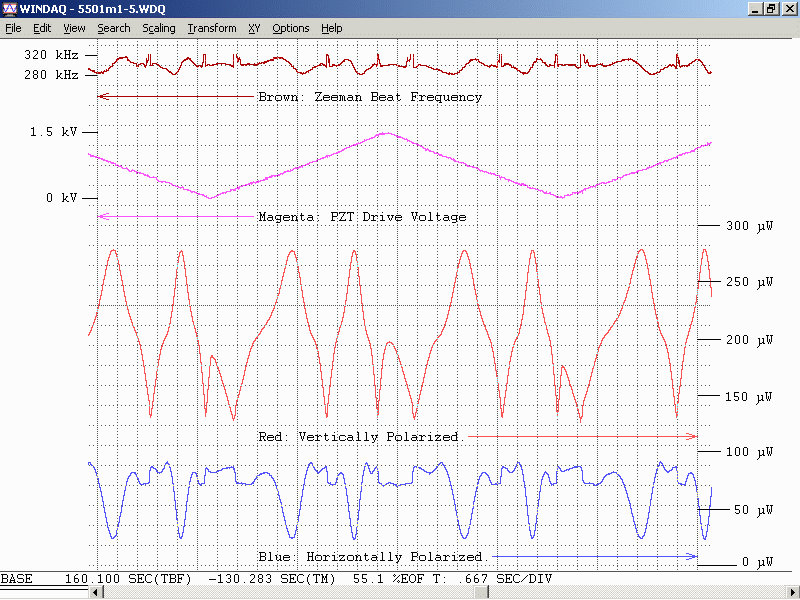 WINDAQ - 5501m1-5.WDQ
File Edit View Search Scaling Transform XY Options Help
320 kHz
280 kHz
Brown: Zeeman Beat Frequency
1.5 kV
0 kV
Magenta: PZT Drive Voltage
300 µW
250 µW
200 µW
150 µW
Red: Vertically Polarized.
100 µW
50 µW
Blue: Horizontally Polarized.
0 µW
BASE 160.100 SEC(TBF) -130.283 SEC(TM) 55.1 %EOF T: .667 SEC/DIV